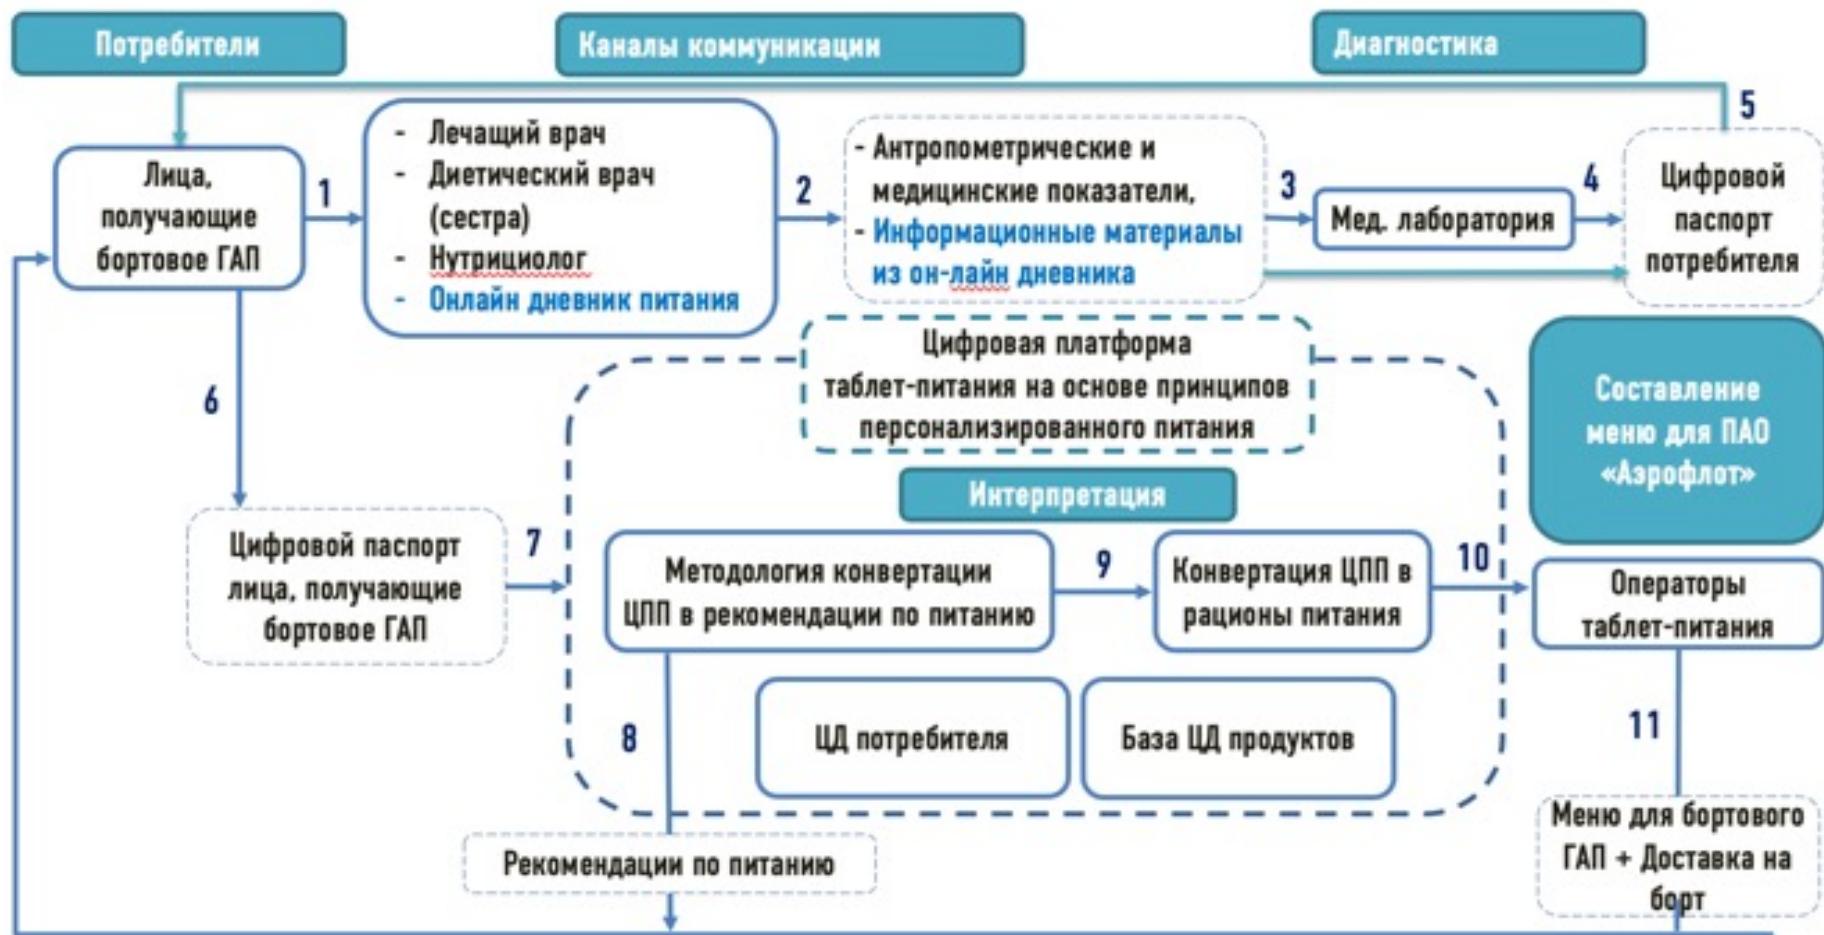 Потребители
Каналы коммуникации
Диагностика
Лица,
получающие
бортовое ГАП
1
- Лечащий врач
- Диетический врач
(сестра)
- Нутрициолог
- Онлайн дневник питания
2
- Антропометрические и
медицинские показатели,
- Информационные материалы
из он-лайн дневника
3
Мед. лаборатория
4
5
Цифровой
паспорт
потребителя
6
Цифровая платформа
таблет-питания на основе принципов
персонализированного питания
Составление
меню для ПАО
«Аэрофлот»
Интерпретация
Цифровой паспорт
лица, получающие
бортовое ГАП
7
Методология конвертации
ЦПП в рекомендации по питанию
9
Конвертация ЦПП в
рационы питания
10
Операторы
таблет-питания
8
ЦД потребителя
База ЦД продуктов
11
Рекомендации по питанию
Меню для бортового
ГАП + Доставка на
борт